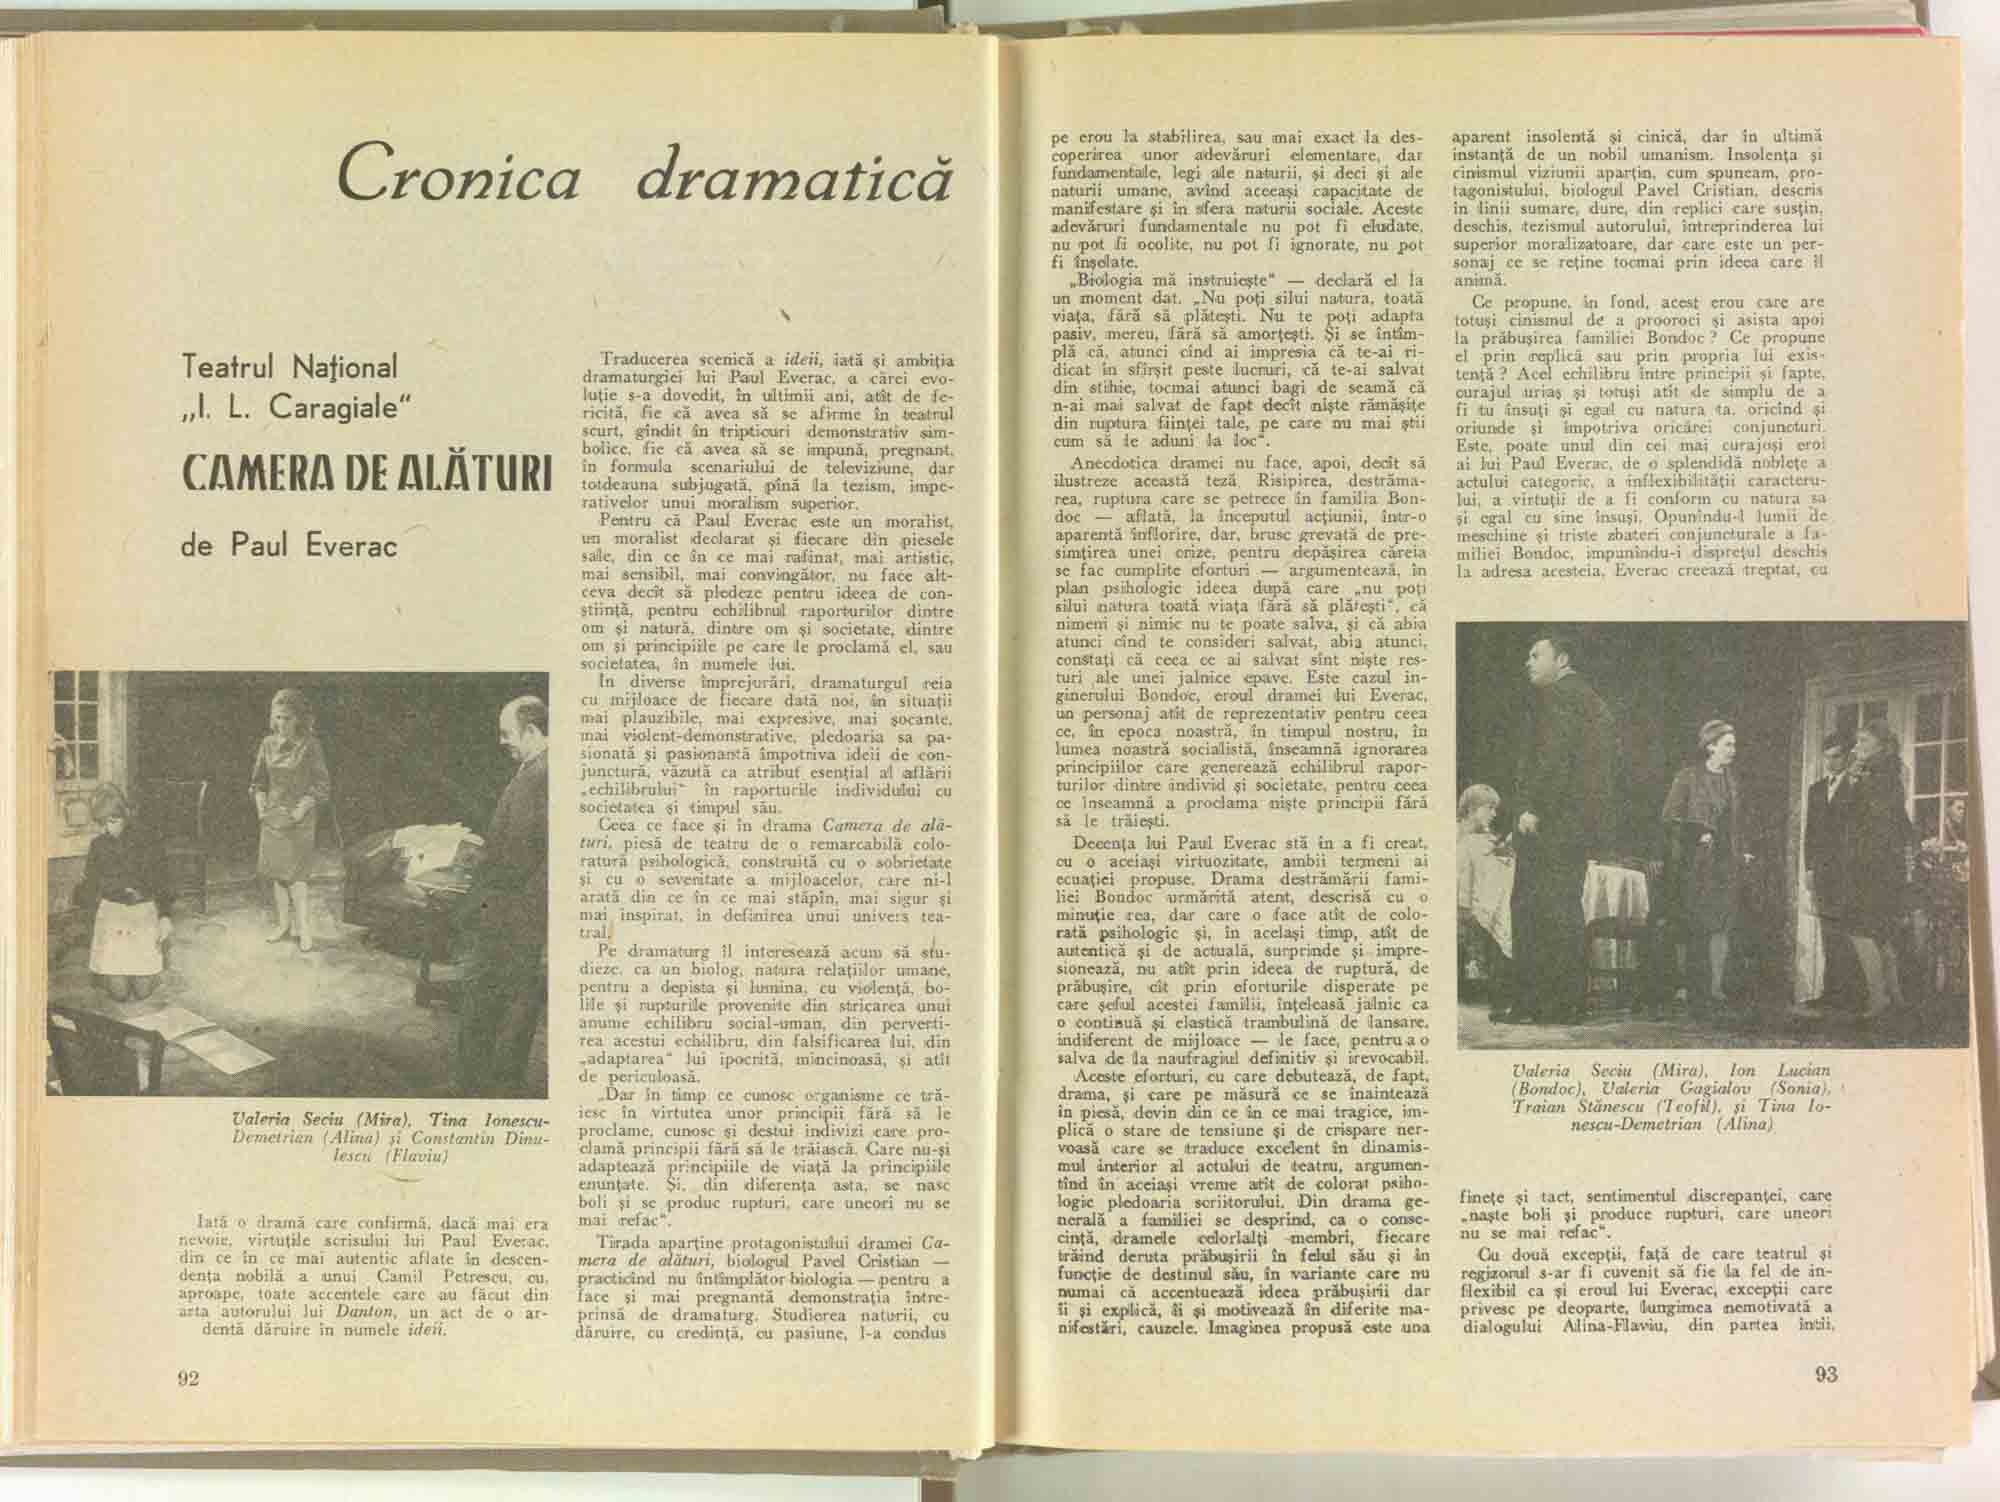 Cronica dramatică
Teatrul Național
„I. L. Caragiale"
CAMERA DE ALĂTURI
de Paul Everac
Valeria Seciu (Mira), Tina Ionescu-
Demetrian (Alina) și Constantin Dinu-
lescu (Flaviu)
Iată o dramă care confirmă, dacă mai era
nevoie, virtuțile scrisului lui Paul Everac,
din ce în ce mai autentic aflate în descen-
dența nobilă a unui Camil Petrescu, cu,
aproape, toate accentele care au făcut din
arta autorului lui Danton, un act de o ar-
dentă dăruire în numele ideii.
Traducerea scenică a ideii, iată și ambiția
dramaturgiei lui Paul Everac, a cărei evo-
luție s-a dovedit, în ultimii ani, atît de fe-
ricită, fie că avea să se afirme în teatrul
scurt, gîndit în tripticuri demonstrativ sim-
bolice, fie că avea să se impună, pregnant,
în formula scenariului de televiziune, dar
totdeauna subjugată, pînă la tezism, impe-
rativelor unui moralism superior.
Pentru că Paul Everac este un moralist,
un moralist declarat și fiecare din piesele
sale, din ce în ce mai rafinat, mai artistic,
mai sensibil, mai convingător, nu face alt-
ceva decît să pledeze pentru ideea de con-
știință, pentru echilibrul raporturilor dintre
om și natură, dintre om și societate, dintre
om și principiile pe care le proclamă el, sau
societatea, în numele lui.
In diverse împrejurări, dramaturgul reia
cu mijloace de fiecare dată noi, în situații
mai plauzibile, mai expresive, mai șocante,
mai violent-demonstrative, pledoaria sa pa-
sionată și pasionantă împotriva ideii de con-
junctură, văzută ca atribut esențial al aflării
„echilibrului" în raporturile individului cu
societatea și timpul său.
Ceea ce face și în drama Camera de ală-
turi, piesă de teatru de o remarcabilă colo-
ratură psihologică, construită cu o sobrietate
și cu o severitate a mijloacelor, care ni-l
arată din ce în ce mai stăpîn, mai sigur și
mai inspirat, în definirea unui univers tea-
tral.
Pe dramaturg îl interesează acum să stu-
dieze, ca un biolog, natura relațiilor umane,
pentru a depista și lumina, cu violență, bo-
lile și rupturile provenite din stricarea unui
anume echilibru social-uman, din perverti-
rea acestui echilibru, din falsificarea lui, din
„adaptarea" lui ipocrită, mincinoasă, și atît
de periculoasă.
„Dar în timp ce cunosc organisme ce tră-
iesc în virtutea unor principii fără să le
proclame, cunosc și destui indivizi care pro-
clamă principii fără să le trăiască. Care nu-și
adaptează principiile de viață la principiile
enunțate. Și, din diferența asta, se nasc
boli și se produc rupturi, care uneori nu se
mai refac".
Tirada aparține protagonistului dramei Ca-
mera de alături, biologul Pavel Cristian —
practicînd nu întîmplător biologia — pentru a
face și mai pregnantă demonstrația între-
prinsă de dramaturg. Studierea naturii, cu
dăruire, cu credință, cu pasiune, l-a condus
92
pe erou la stabilirea, sau mai exact la des-
coperirea unor adevăruri elementare, dar
fundamentale, legi ale naturii, și deci și ale
naturii umane, avînd aceeași capacitate de
manifestare și în sfera naturii sociale. Aceste
adevăruri fundamentale nu pot fi eludate,
nu pot fi ocolite, nu pot fi ignorate, nu pot
fi înșelate.
„Biologia mă instruiește" — declară el la
un moment dat. „Nu poți silui natura, toată
viața, fără să plătești. Nu te poți adapta
pasiv, mereu, fără să amorțești. Și se întîm-
plă că, atunci cînd ai impresia că te-ai ri-
dicat în sfîrșit peste lucruri, că te-ai salvat
din stihie, tocmai atunci bagi de seamă că
n-ai mai salvat de fapt decît niște rămășițe
din ruptura ființei tale, pe care nu mai știi
cum să le aduni la loc".
Anecdotica dramei nu face, apoi, decît să
ilustreze această teză. Risipirea, destrăma-
rea, ruptura care se petrece în familia Bon-
doc — aflată, la începutul acțiunii, într-o
aparentă înflorire, dar, brusc grevată de pre-
simțirea unei crize, pentru depășirea căreia
se fac cumplite eforturi — argumentează, în
plan psihologic ideea după care „nu poți
silui natura toată viața fără să plătești", că
nimeni și nimic nu te poate salva, și că abia
atunci cînd te consideri salvat, abia atunci,
constați că ceea ce ai salvat sînt niște res-
turi ale unei jalnice epave. Este cazul in-
ginerului Bondoc, eroul dramei lui Everac,
un personaj atît de reprezentativ pentru ceea
ce, în epoca noastră, în timpul nostru, în
lumea noastră socialistă, înseamnă ignorarea
principiilor care generează echilibrul rapor-
turilor dintre individ și societate, pentru ceea
ce înseamnă a proclama niște principii fără
să le trăiești.
Decența lui Paul Everac stă în a fi creat,
cu o aceiași virtuozitate, ambii termeni ai
ecuației propuse. Drama destrămării fami-
liei Bondoc urmărită atent, descrisă cu o
minuție rea, dar care o face atît de colo-
rată psihologic și, în același timp, atît de
autentică și de actuală, surprinde și impre-
sionează, nu atît prin ideea de ruptură, de
prăbușire, cît prin eforturile disperate pe
care șeful acestei familii, înțeleasă jalnic ca
o continuă și elastică trambulină de lansare,
indiferent de mijloace — le face, pentru a o
salva de la naufragiul definitiv și irevocabil.
Aceste eforturi, cu care debutează, de fapt,
drama, și care pe măsură ce se înaintează
în piesă, devin din ce în ce mai tragice, im-
plică o stare de tensiune și de crispare ner-
voasă care se traduce excelent în dinamis-
mul interior al actului de teatru, argumen-
tînd în aceiași vreme atît de colorat psiho-
logic pledoaria scriitorului. Din drama ge-
nerală a familiei se desprind, ca o conse-
cință, dramele celorlalți membri, fiecare
trăind deruta prăbușirii în felul său și în
funcție de destinul său, în variante care nu
numai că accentuează ideea prăbușirii dar
îi și explică, îi și motivează în diferite ma-
nifestări, cauzele. Imaginea propusă este una
aparent insolentă și cinică, dar în ultimă
instanță de un nobil umanism. Insolența și
cinismul viziunii aparțin, cum spuneam, pro-
tagonistului, biologul Pavel Cristian, descris
în linii sumare, dure, din replici care susțin,
deschis, tezismul autorului, întreprinderea lui
superior moralizatoare, dar care este un per-
sonaj ce se reține tocmai prin ideea care îl
animă.
Ce propune, în fond, acest erou care are
totuși cinismul de a prooroci și asista apoi
la prăbușirea familiei Bondoc ? Ce propune
el prin replică sau prin propria lui exis-
tență ? Acel echilibru între principii și fapte,
curajul uriaș și totuși atît de simplu de a
fi tu însuți și egal cu natura ta, oricînd și
oriunde și împotriva oricărei conjuncturi.
Este, poate unul din cei mai curajoși eroi
ai lui Paul Everac, de o splendidă noblețe a
actului categoric, a inflexibilității caracteru-
lui, a virtuții de a fi conform cu natura sa
și egal cu sine însuși. Opunîndu-l lumii de
meschine și triste zbateri conjuncturale a fa-
miliei Bondoc, impunîndu-i disprețul deschis
la adresa acesteia, Everac creează treptat, cu
Valeria Seciu (Mira), Ion Lucian
(Bondoc), Valeria Gagialov (Sonia),
Traian Stănescu (Teofil), și Tina Io-
nescu-Demetrian (Alina)
finețe și tact, sentimentul discrepanței, care
„naște boli și produce rupturi, care uneori
nu se mai refac".
Cu două excepții, față de care teatrul și
regizorul s-ar fi cuvenit să fie la fel de in-
flexibil ca și eroul lui Everac, excepții care
privesc pe deoparte, lungimea nemotivată a
dialogului Alina-Flaviu, din partea întîi,
93